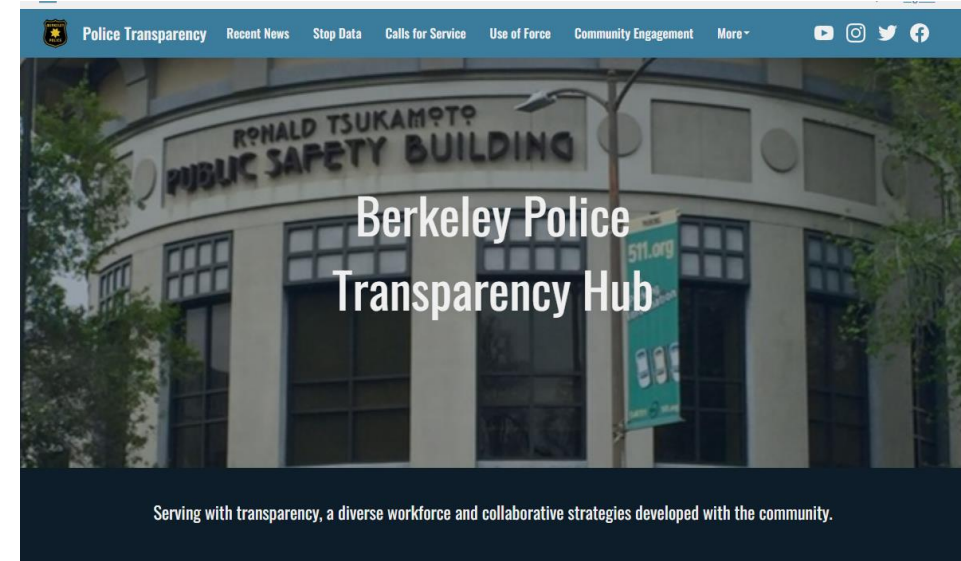 Police Transparency Recent News Stop Data Calls for Service Use of Force Community Engagement More
RONALD TSUKAMOTO
PUBLIC SAFETY BUILDING
Berkeley Police
Transparency Hub
511.org
Serving with transparency, a diverse workforce and collaborative strategies developed with the community.